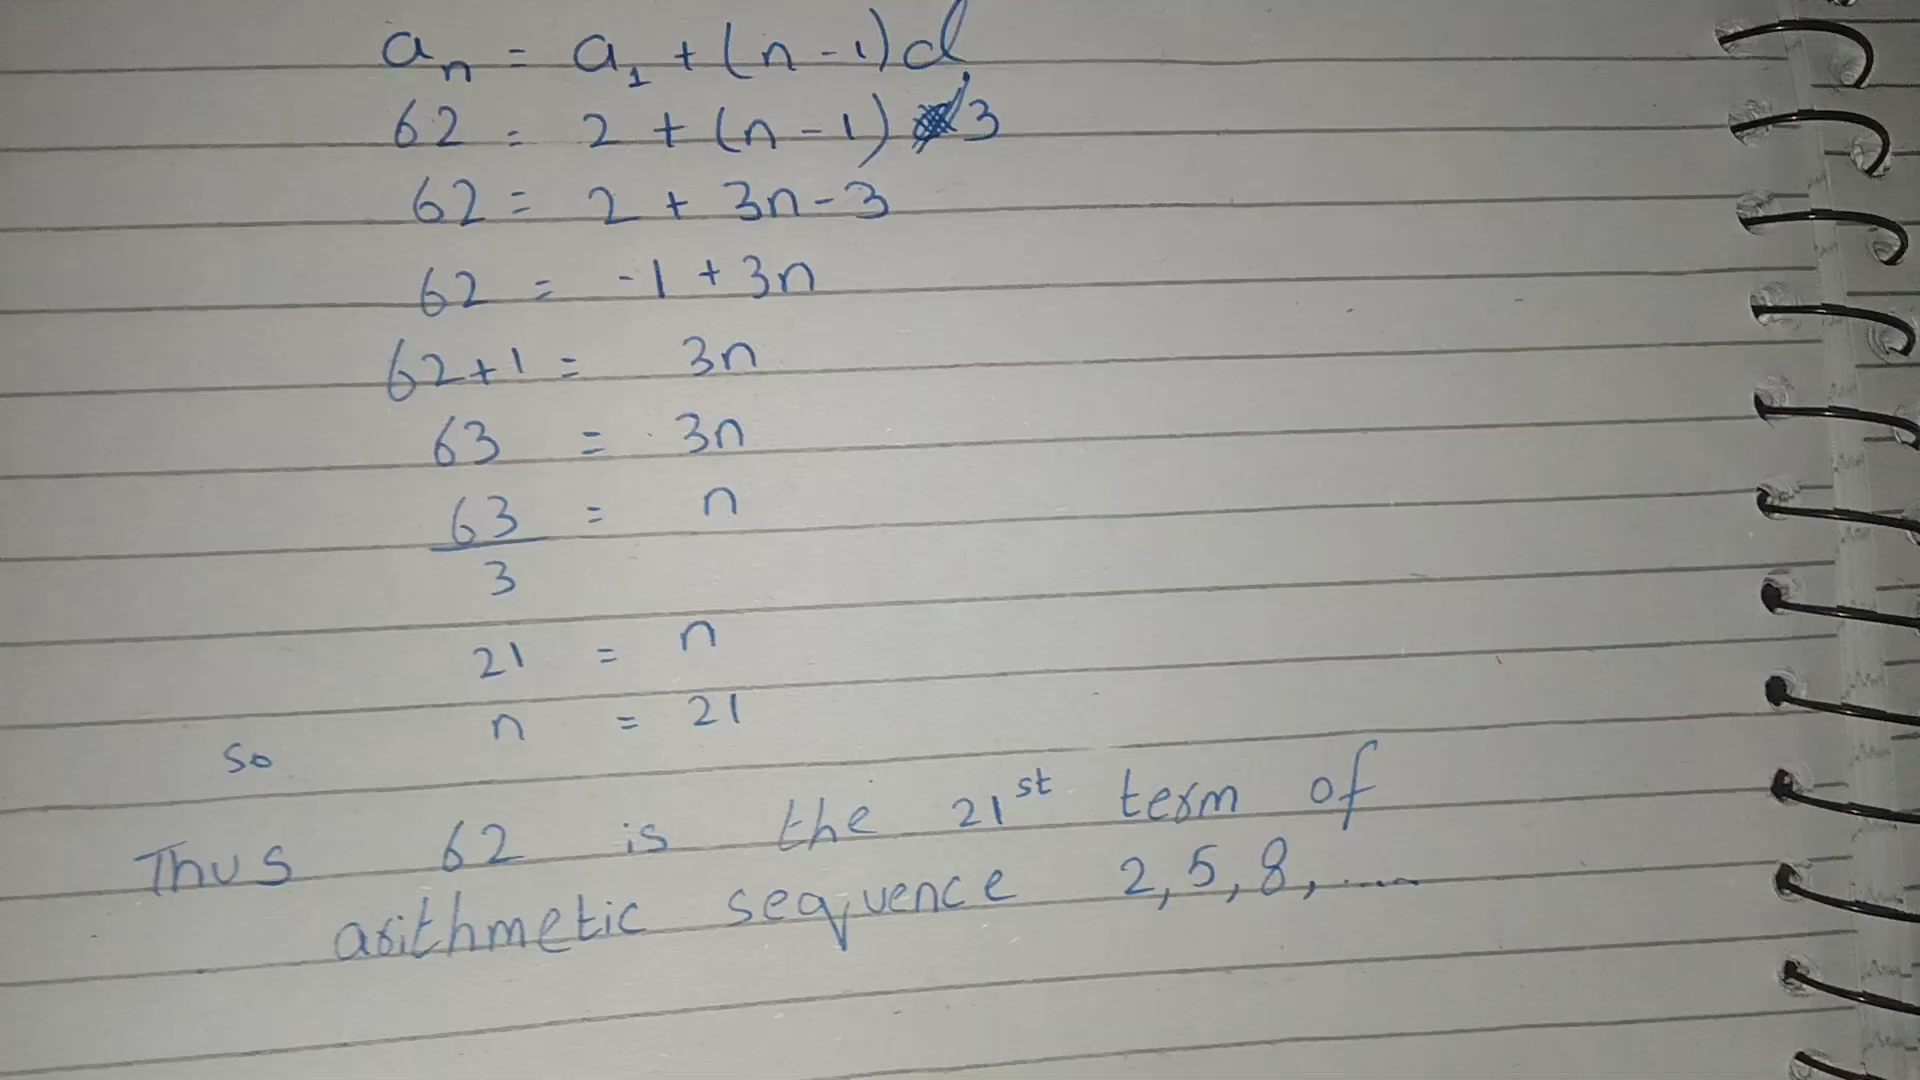 aₙ = a₁ + (n - 1)d
62 = 2 + (n - 1) 3
62 = 2 + 3n - 3
62 = -1 + 3n
62+1 = 3n
63 = 3n
63/3 = n
21 = n
n = 21
so
Thus 62 is the 21st term of
arithmetic sequence 2, 5, 8, ....